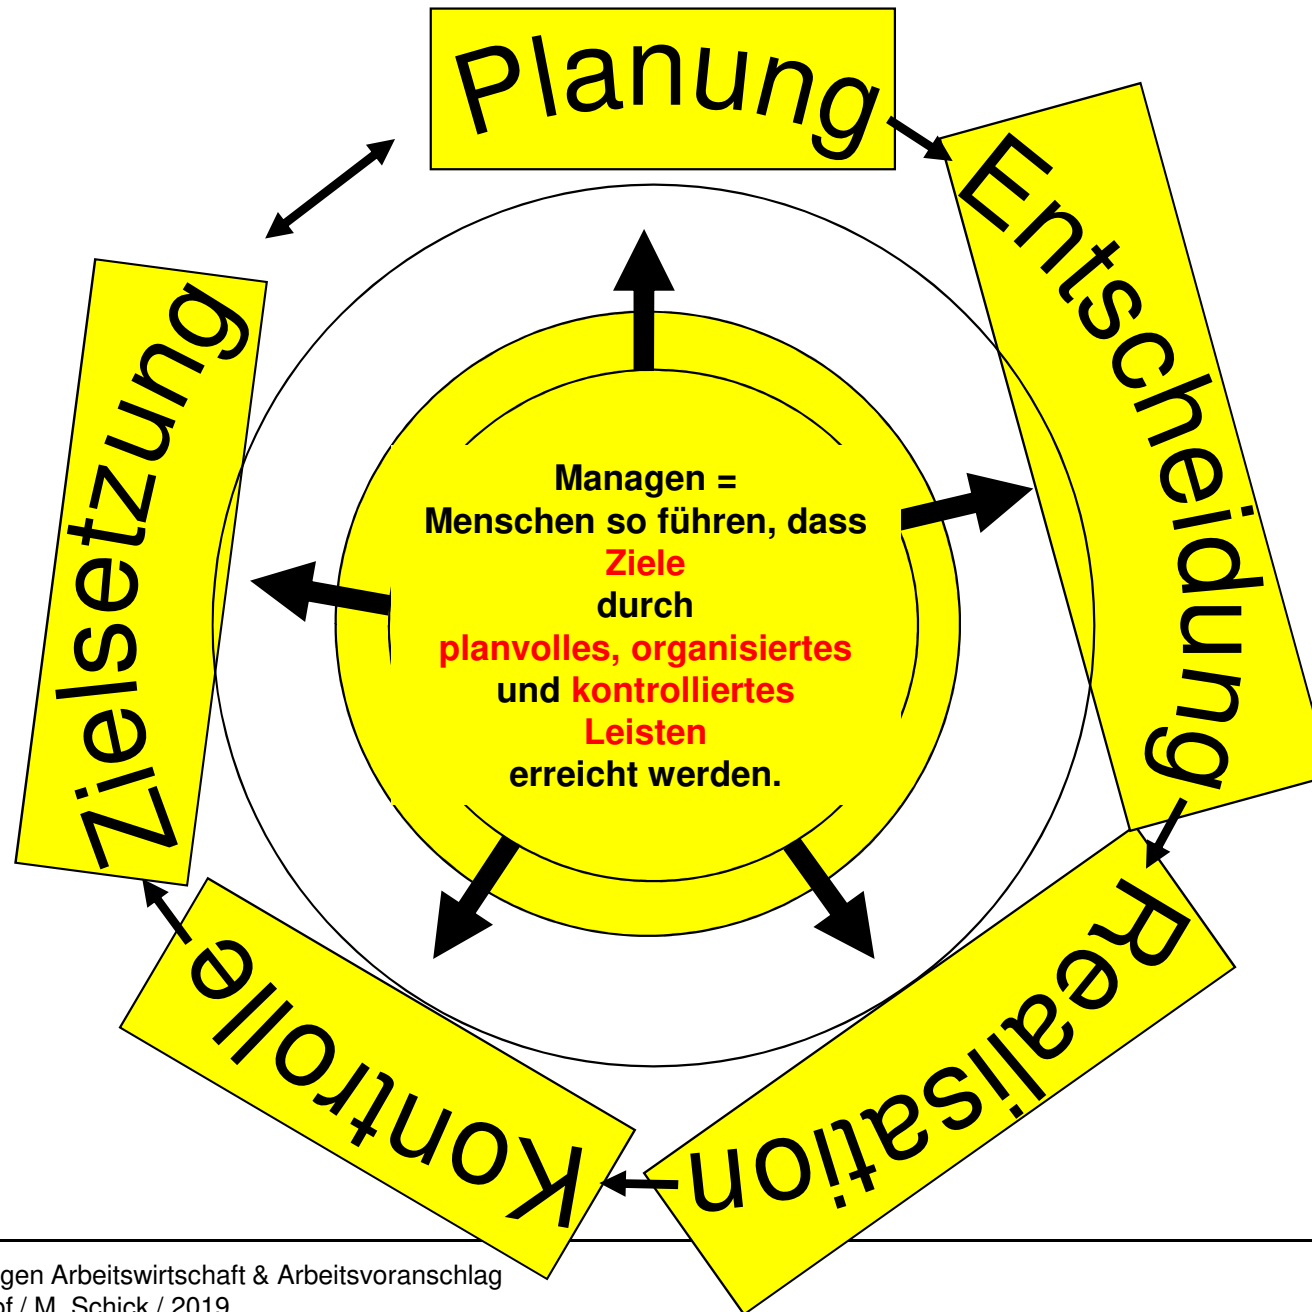 Planung
Entscheidung
Realisation
Kontrolle
Zielsetzung
Managen =
Menschen so führen, dass
Ziele
durch
planvolles, organisiertes
und kontrolliertes
Leisten
erreicht werden.
gen Arbeitswirtschaft & Arbeitsvoranschlag
of / M. Schick / 2019